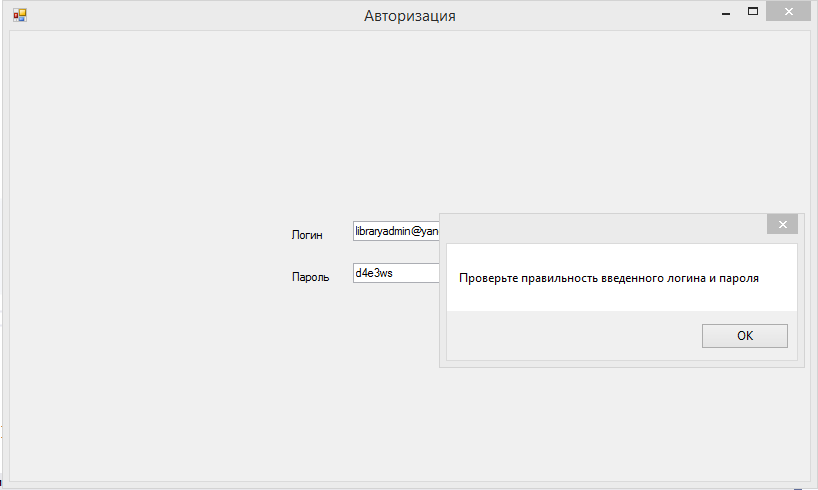 Авторизация
Логин
libraryadmin@yan
Пароль
d4e3ws
Проверьте правильность введенного логина и пароля
OK